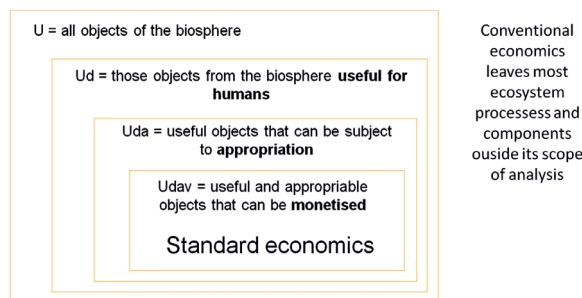 U = all objects of the biosphere
Ud = those objects from the biosphere useful for
humans
Uda = useful objects that can be subject
to appropriation
Udav = useful and appropriable
objects that can be monetised
Standard economics
Conventional
economics
leaves most
ecosystem
processess and
components
ouside its scope
of analysis